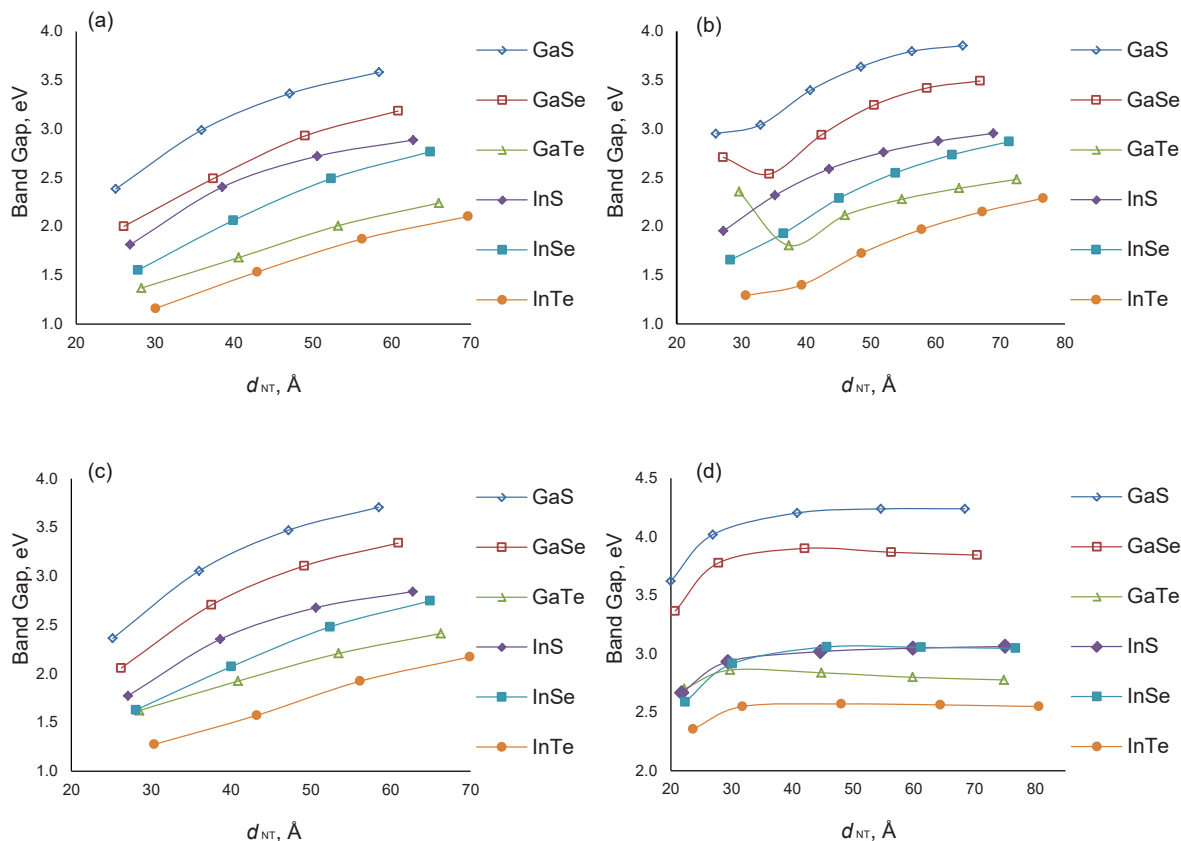 (a)
4.0
3.5
3.0
2.5
2.0
1.5
1.0
Band Gap, eV
20 30 40 50 60 70
d NT, Å
GaS
GaSe
GaTe
InS
InSe
InTe
(b)
4.0
3.5
3.0
2.5
2.0
1.5
1.0
Band Gap, eV
20 30 40 50 60 70 80
d NT, Å
GaS
GaSe
GaTe
InS
InSe
InTe
(c)
4.0
3.5
3.0
2.5
2.0
1.5
1.0
Band Gap, eV
20 30 40 50 60 70
d NT, Å
GaS
GaSe
GaTe
InS
InSe
InTe
(d)
4.5
4.0
3.5
3.0
2.5
2.0
Band Gap, eV
20 30 40 50 60 70 80
d NT, Å
GaS
GaSe
GaTe
InS
InSe
InTe